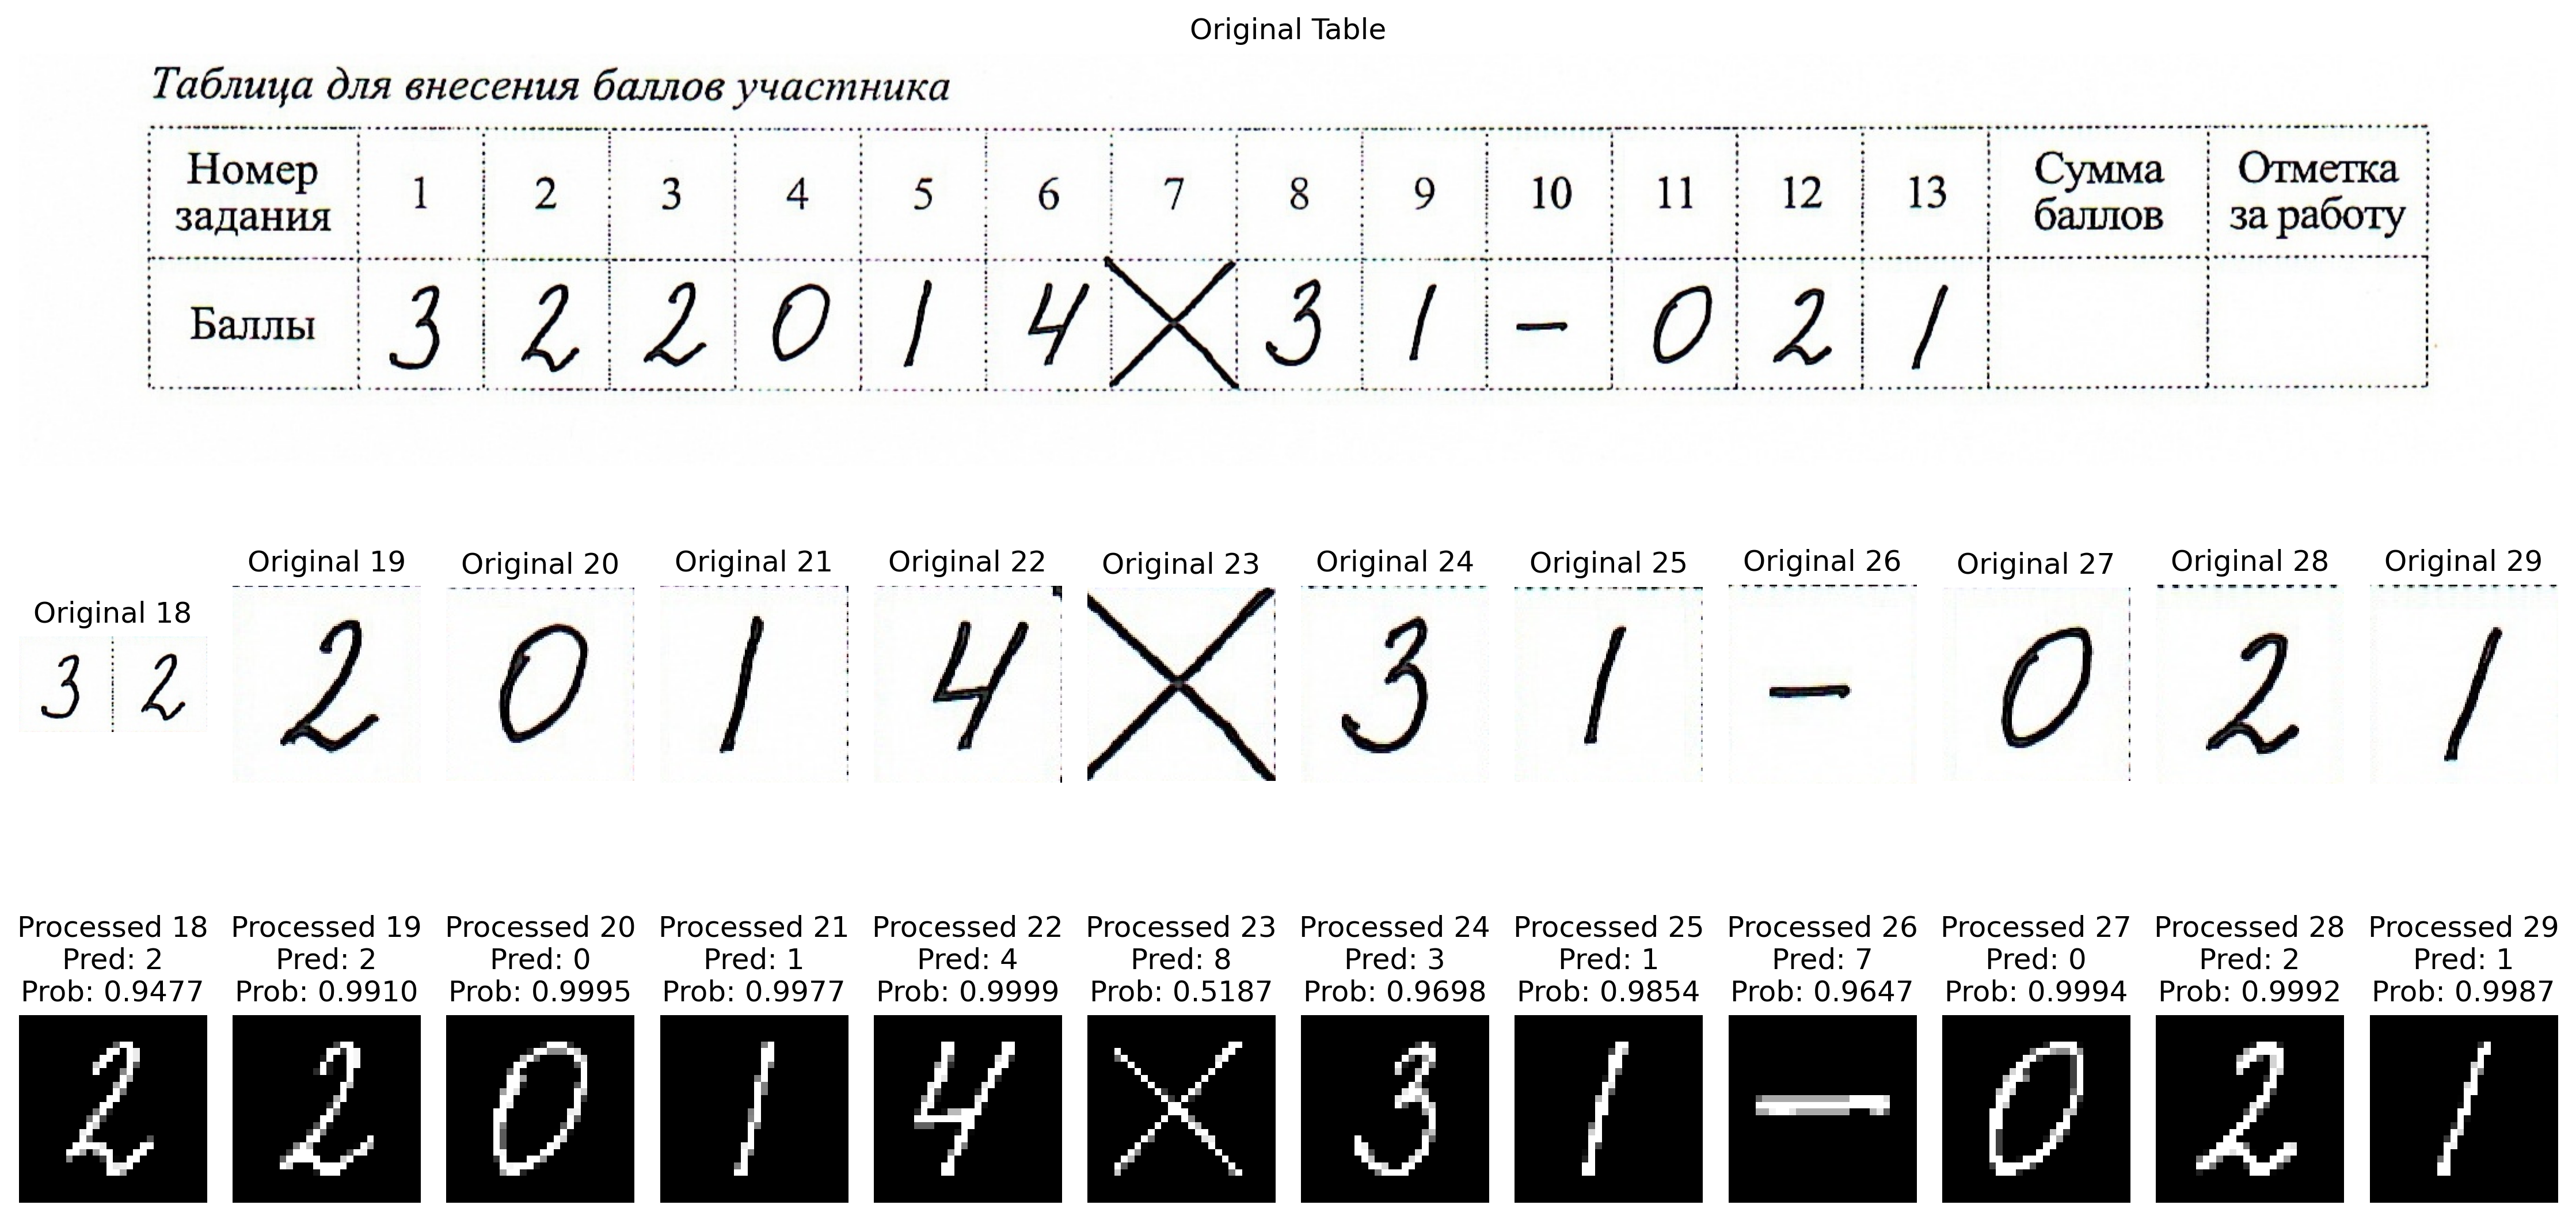 Original Table
Таблица для внесения баллов участника
Номер задания 1 2 3 4 5 6 7 8 9 10 11 12 13 Сумма баллов Отметка за работу
Баллы 3 2 2 0 1 4 X 3 1 - 0 2 1
Original 18 Original 19 Original 20 Original 21 Original 22 Original 23 Original 24 Original 25 Original 26 Original 27 Original 28 Original 29
3 2 2 0 1 4 X 3 1 - 0 2 1
Processed 18 Processed 19 Processed 20 Processed 21 Processed 22 Processed 23 Processed 24 Processed 25 Processed 26 Processed 27 Processed 28 Processed 29
Pred: 2 Pred: 2 Pred: 0 Pred: 1 Pred: 4 Pred: 8 Pred: 3 Pred: 1 Pred: 7 Pred: 0 Pred: 2 Pred: 1
Prob: 0.9477 Prob: 0.9910 Prob: 0.9995 Prob: 0.9977 Prob: 0.9999 Prob: 0.5187 Prob: 0.9698 Prob: 0.9854 Prob: 0.9647 Prob: 0.9994 Prob: 0.9992 Prob: 0.9987
2 2 0 1 4 X 3 1 - 0 2 1